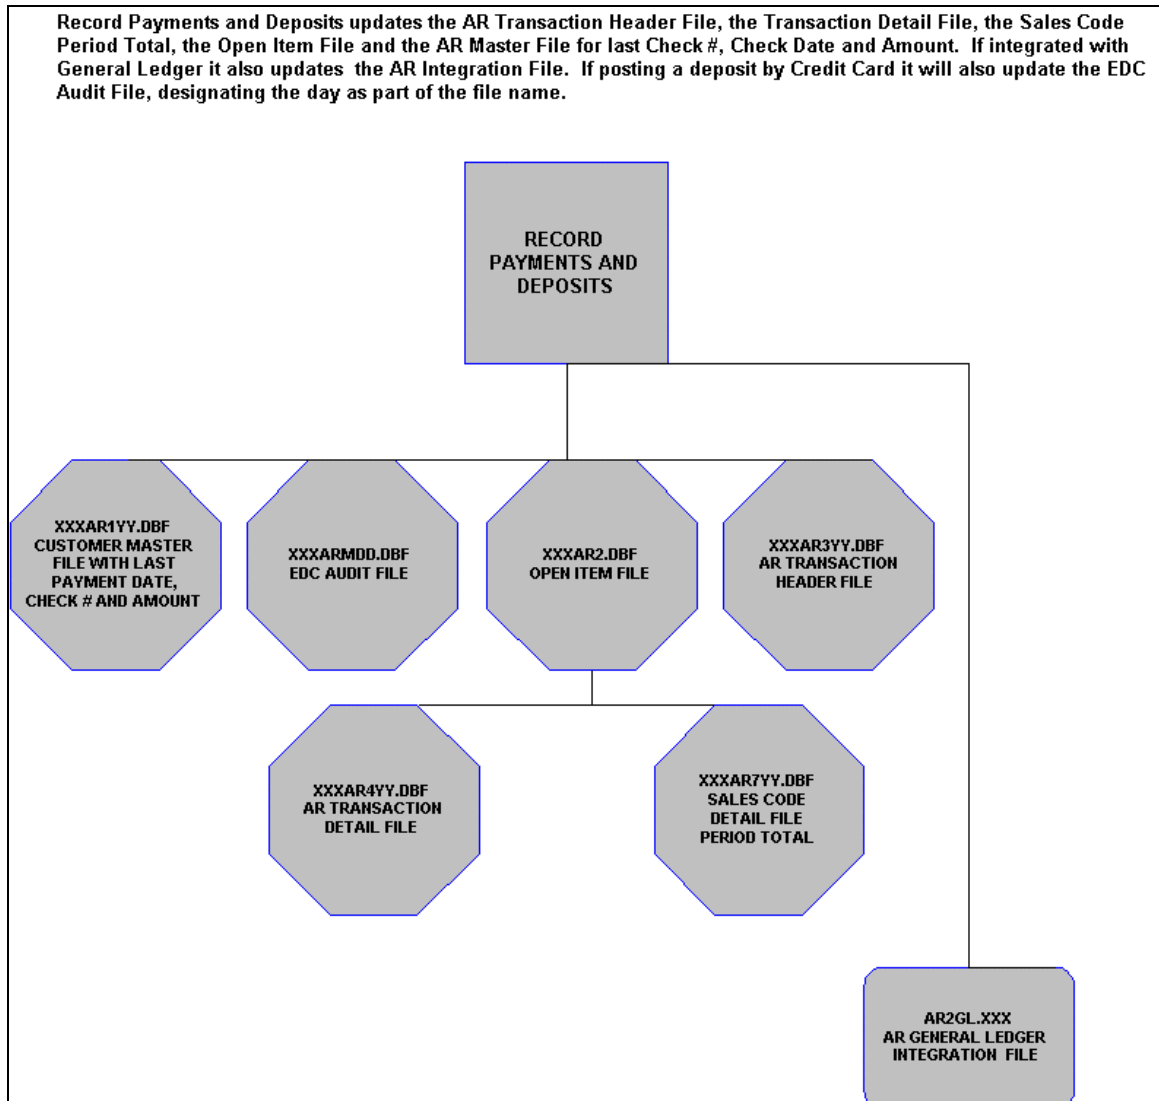 Record Payments and Deposits updates the AR Transaction Header File, the Transaction Detail File, the Sales Code
Period Total, the Open Item File and the AR Master File for last Check #, Check Date and Amount.  If integrated with
General Ledger it also updates  the AR Integration File.  If posting a deposit by Credit Card it will also update the EDC
Audit File, designating the day as part of the file name.
RECORD
PAYMENTS AND
DEPOSITS
XXXAR1YY.DBF
CUSTOMER MASTER
FILE WITH LAST
PAYMENT DATE,
CHECK # AND AMOUNT
XXXARMDD.DBF
EDC AUDIT FILE
XXXAR2.DBF
OPEN ITEM FILE
XXXAR3YY.DBF
AR TRANSACTION
HEADER FILE
XXXAR4YY.DBF
AR TRANSACTION
DETAIL FILE
XXXAR7YY.DBF
SALES CODE
DETAIL FILE
PERIOD TOTAL
AR2GL.XXX
AR GENERAL LEDGER
INTEGRATION  FILE